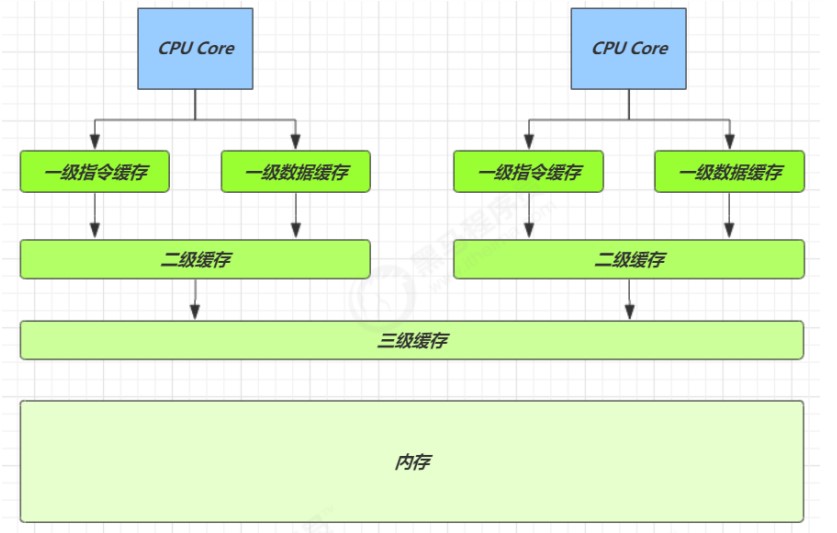 CPU Core CPU Core
一级指令缓存 一级数据缓存 一级指令缓存 一级数据缓存
二级缓存 二级缓存
三级缓存
内存